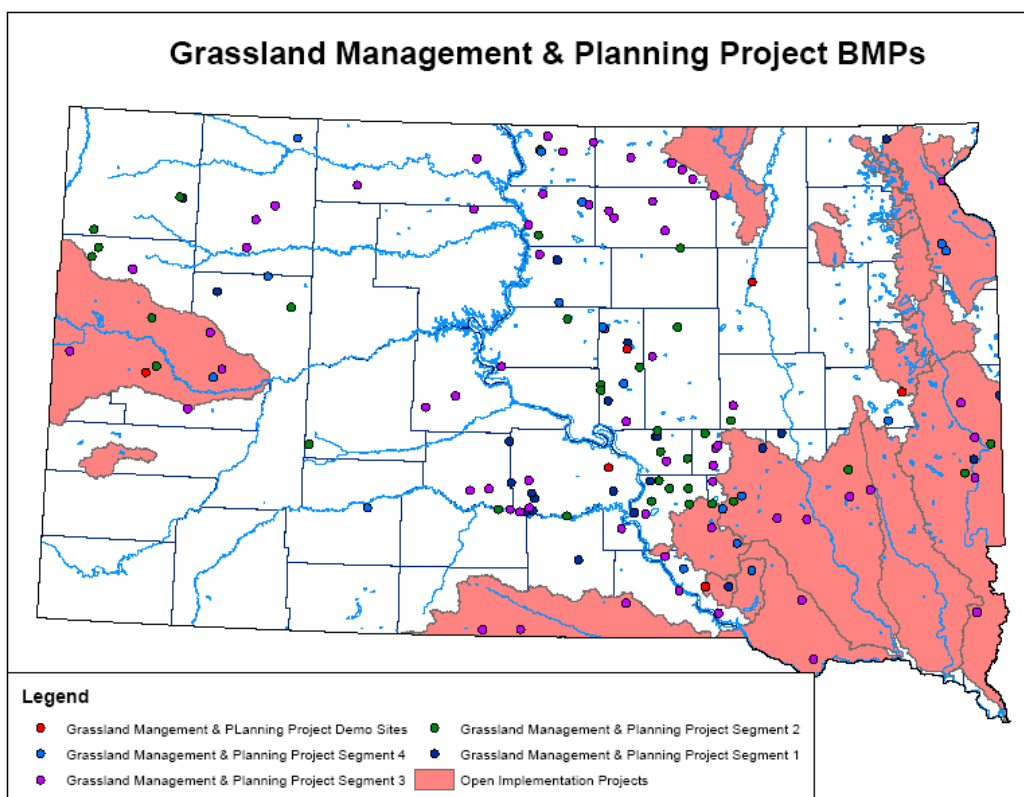 Grassland Management & Planning Project BMPs
Legend
Grassland Mangement & PLanning Project Demo Sites
Grassland Management & Planning Project Segment 4
Grassland Management & Planning Project Segment 3
Grassland Management & Planning Project Segment 2
Grassland Management & Planning Project Segment 1
Open Implementation Projects